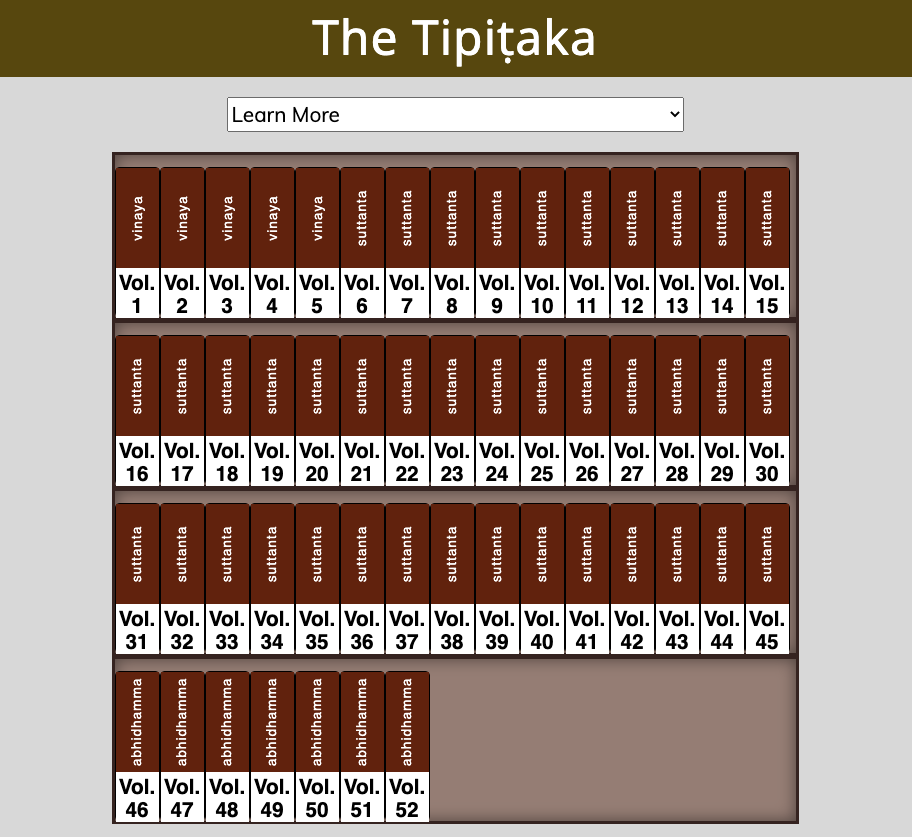 The Tipiṭaka
Learn More
vinaya vinaya vinaya vinaya vinaya suttanta suttanta suttanta suttanta suttanta suttanta suttanta suttanta suttanta suttanta
Vol. Vol. Vol. Vol. Vol. Vol. Vol. Vol. Vol. Vol. Vol. Vol. Vol. Vol. Vol.
1 2 3 4 5 6 7 8 9 10 11 12 13 14 15
suttanta suttanta suttanta suttanta suttanta suttanta suttanta suttanta suttanta suttanta suttanta suttanta suttanta suttanta suttanta
Vol. Vol. Vol. Vol. Vol. Vol. Vol. Vol. Vol. Vol. Vol. Vol. Vol. Vol. Vol.
16 17 18 19 20 21 22 23 24 25 26 27 28 29 30
suttanta suttanta suttanta suttanta suttanta suttanta suttanta suttanta suttanta suttanta suttanta suttanta suttanta suttanta suttanta
Vol. Vol. Vol. Vol. Vol. Vol. Vol. Vol. Vol. Vol. Vol. Vol. Vol. Vol. Vol.
31 32 33 34 35 36 37 38 39 40 41 42 43 44 45
abhidhamma abhidhamma abhidhamma abhidhamma abhidhamma abhidhamma abhidhamma
Vol. Vol. Vol. Vol. Vol. Vol. Vol.
46 47 48 49 50 51 52